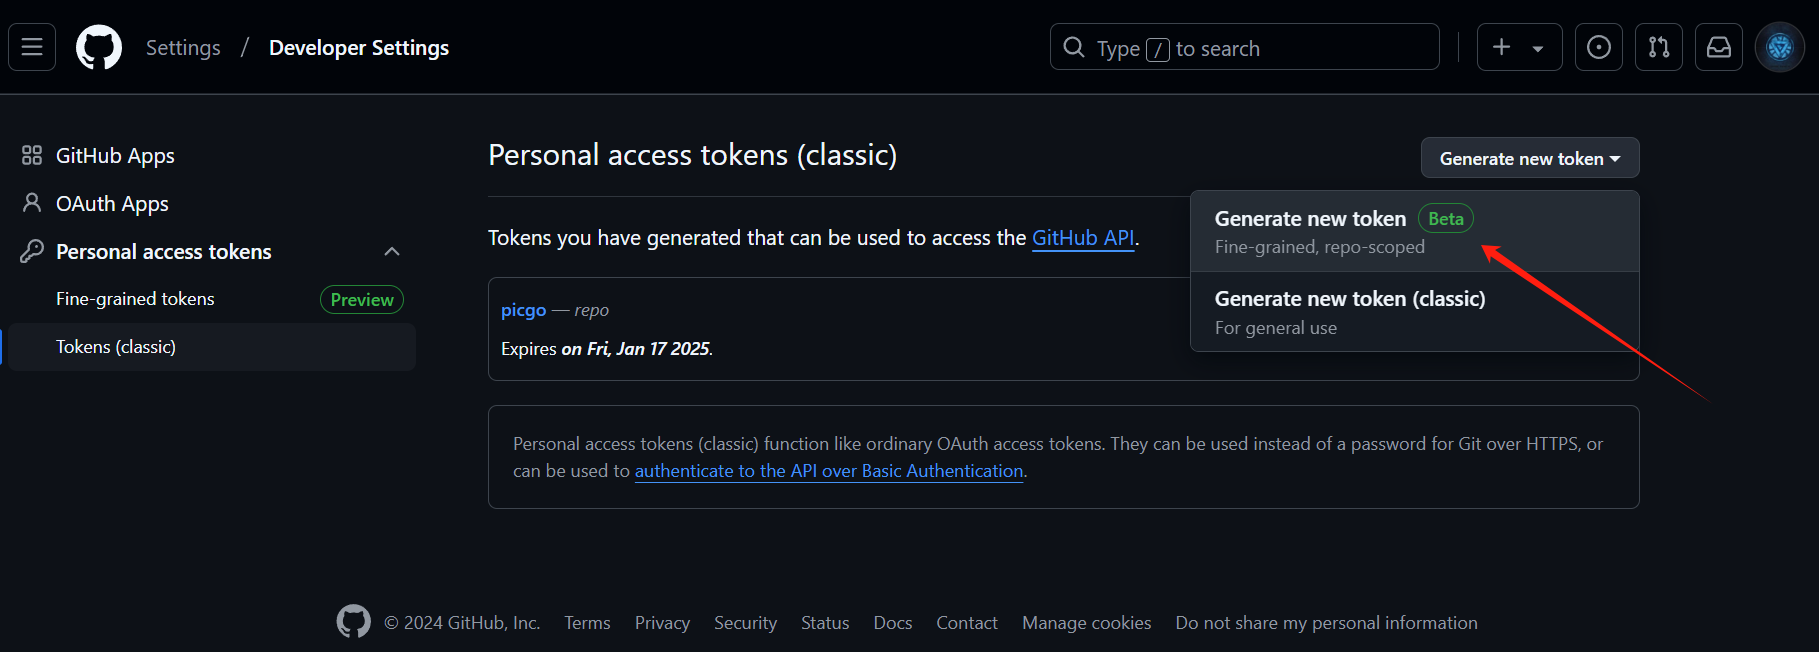 Settings / Developer Settings
Type / to search
GitHub Apps
OAuth Apps
Personal access tokens
Fine-grained tokens Preview
Tokens (classic)
Personal access tokens (classic)
Generate new token
Generate new token Beta
Fine-grained, repo-scoped
Generate new token (classic)
For general use
Tokens you have generated that can be used to access the GitHub API.
picgo — repo
Expires on Fri, Jan 17 2025.
Personal access tokens (classic) function like ordinary OAuth access tokens. They can be used instead of a password for Git over HTTPS, or
can be used to authenticate to the API over Basic Authentication.
© 2024 GitHub, Inc. Terms Privacy Security Status Docs Contact Manage cookies Do not share my personal information